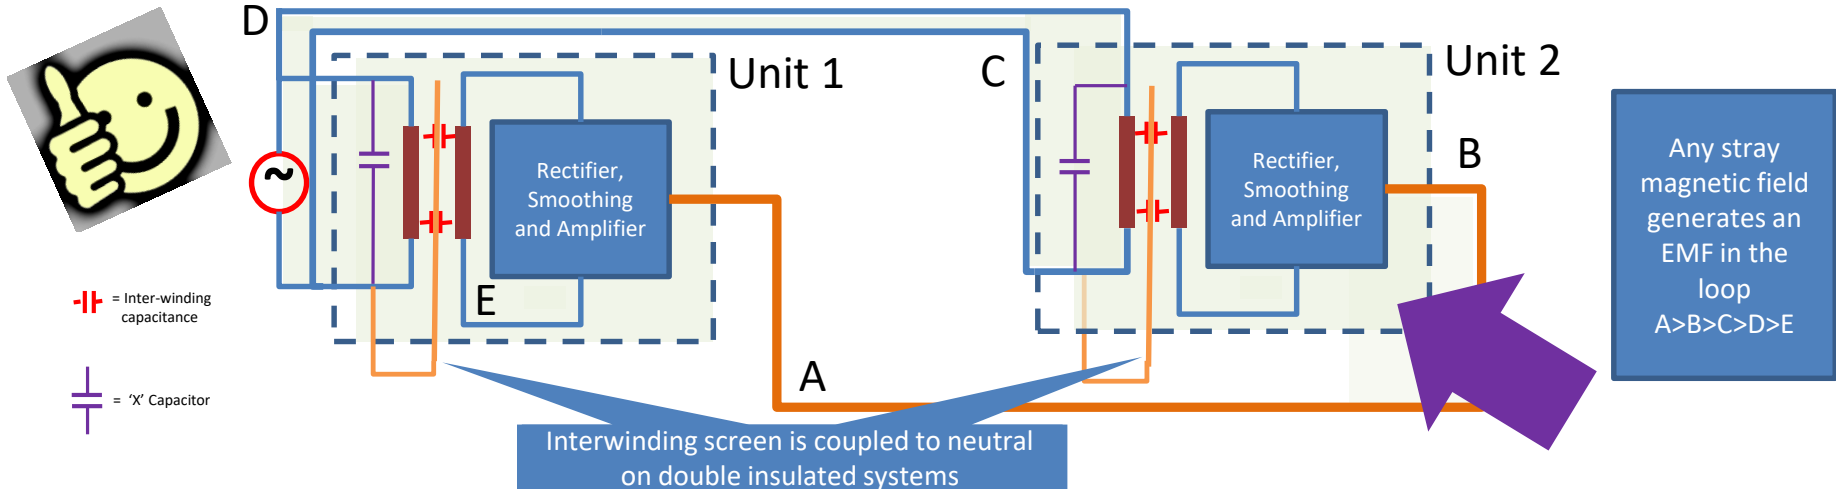 D
Unit 1
C
Unit 2
B
~
Rectifier,
Smoothing
and Amplifier
Rectifier,
Smoothing
and Amplifier
Any stray
magnetic field
generates an
EMF in the
loop
A>B>C>D>E
E
= Inter-winding
capacitance
A
= ‘X’ Capacitor
Interwinding screen is coupled to neutral
on double insulated systems